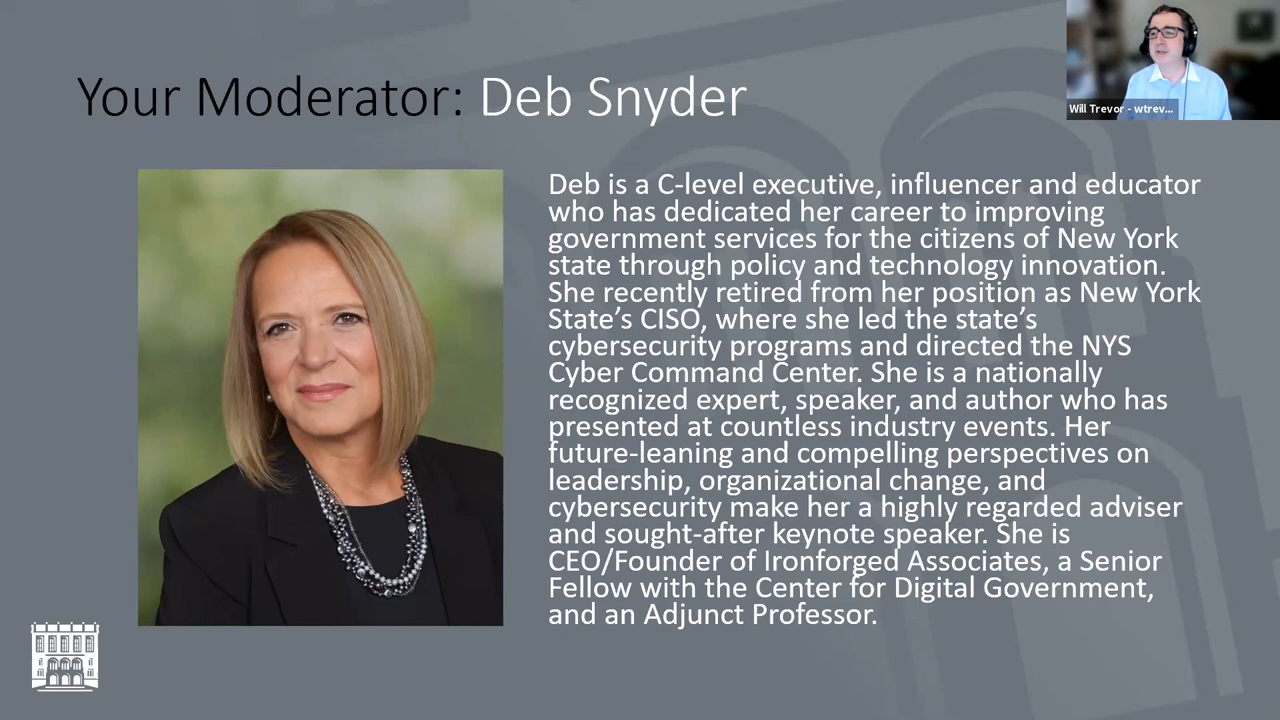 Your Moderator: Deb Snyder
Will Trevor - wtrev...
Deb is a C-level executive, influencer and educator
who has dedicated her career to improving
government services for the citizens of New York
state through policy and technology innovation.
She recently retired from her position as New York
State’s CISO, where she led the state’s
cybersecurity programs and directed the NYS
Cyber Command Center. She is a nationally
recognized expert, speaker, and author who has
presented at countless industry events. Her
future-leaning and compelling perspectives on
leadership, organizational change, and
cybersecurity make her a highly regarded adviser
and sought-after keynote speaker. She is
CEO/Founder of Ironforged Associates, a Senior
Fellow with the Center for Digital Government,
and an Adjunct Professor.